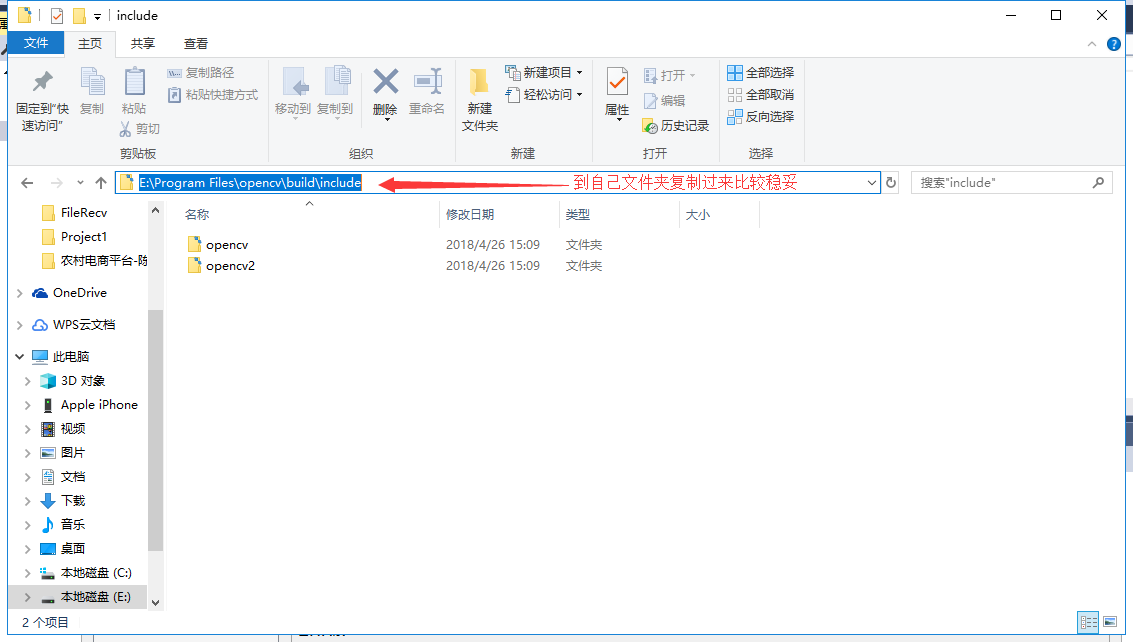 include
文件 主页 共享 查看
固定到"快速访问"
复制
粘贴
复制路径
粘贴快捷方式
剪切
剪贴板
移动到
复制到
删除
重命名
组织
新建文件夹
新建项目
轻松访问
新建
属性
打开
编辑
历史记录
打开
全部选择
全部取消
反向选择
选择
E:\Program Files\opencv\build\include
到自己文件夹复制过来比较稳妥
搜索"include"
FileRecv
Project1
农村电商平台-陈
OneDrive
WPS云文档
此电脑
3D 对象
Apple iPhone
视频
图片
文档
下载
音乐
桌面
本地磁盘 (C:)
本地磁盘 (E:)
名称 修改日期 类型 大小
opencv 2018/4/26 15:09 文件夹
opencv2 2018/4/26 15:09 文件夹
2 个项目